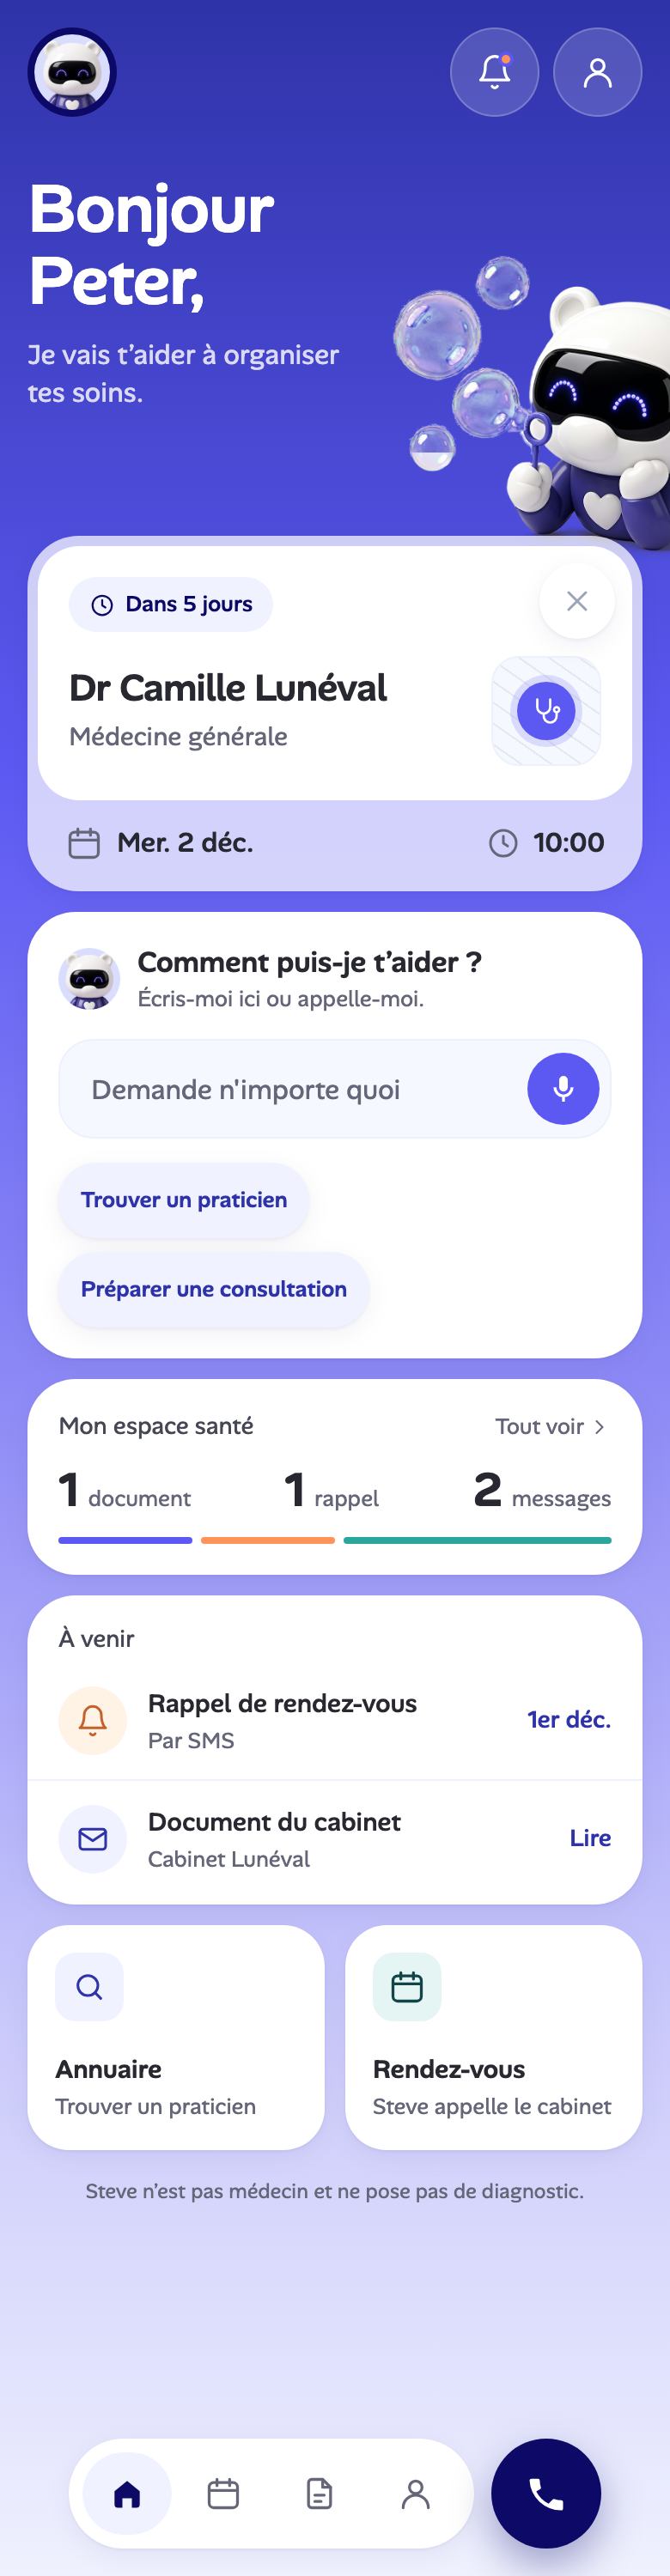 Bonjour
Peter,
Je vais t’aider à organiser
tes soins.
Dans 5 jours
Dr Camille Lunéval
Médecine générale
Mer. 2 déc.
10:00
Comment puis-je t’aider ?
Écris-moi ici ou appelle-moi.
Demande n'importe quoi
Trouver un praticien
Préparer une consultation
Mon espace santé
Tout voir
1 document
1 rappel
2 messages
À venir
Rappel de rendez-vous
Par SMS
1er déc.
Document du cabinet
Cabinet Lunéval
Lire
Annuaire
Trouver un praticien
Rendez-vous
Steve appelle le cabinet
Steve n’est pas médecin et ne pose pas de diagnostic.